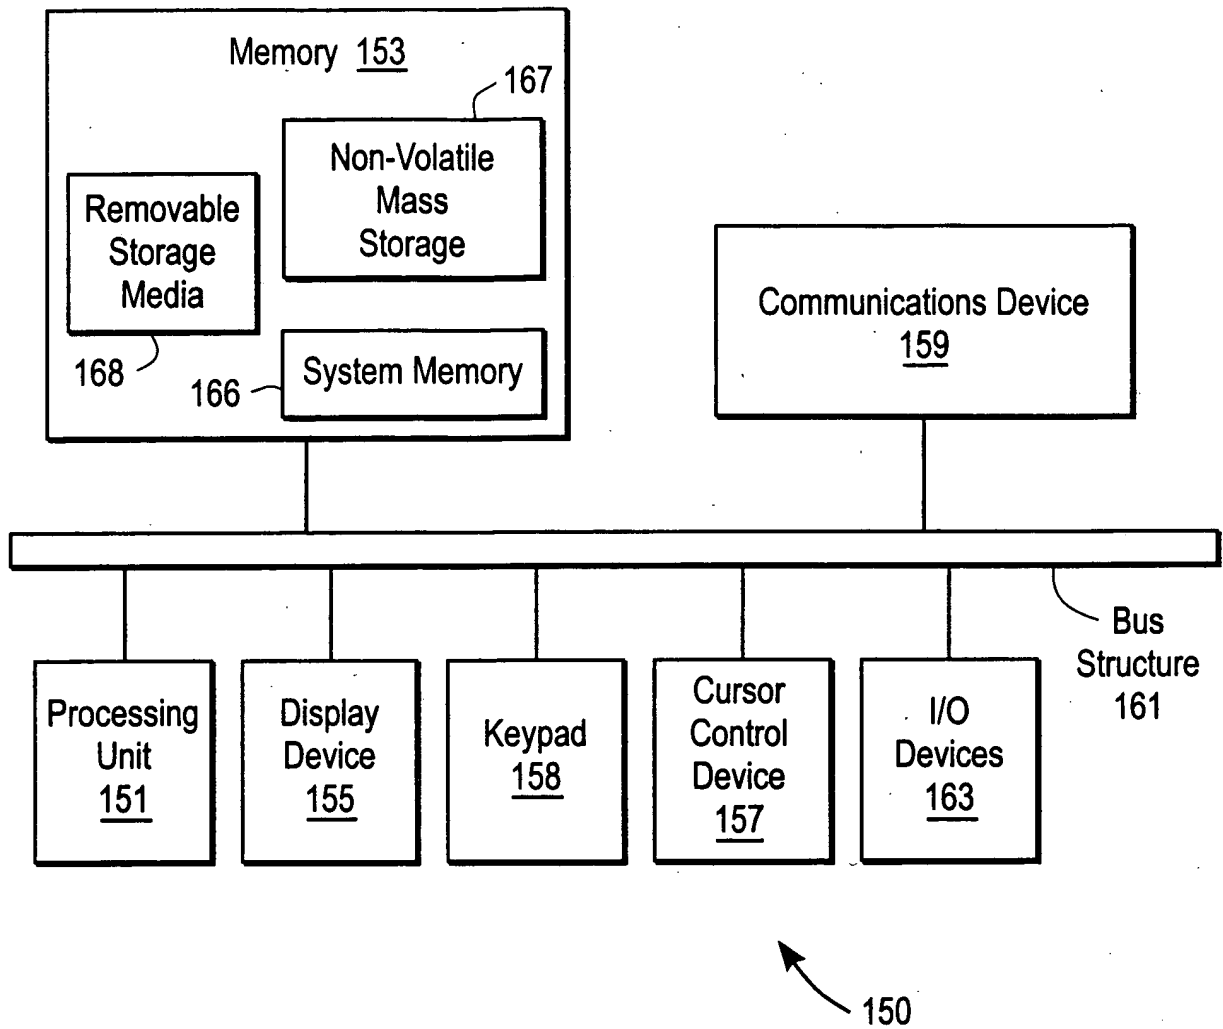 Memory 153
167
Non-Volatile
Mass
Storage
Removable
Storage
Media
168
166
System Memory
Communications Device
159
Bus
Structure
161
Processing
Unit
151
Display
Device
155
Keypad
158
Cursor
Control
Device
157
I/O
Devices
163
150